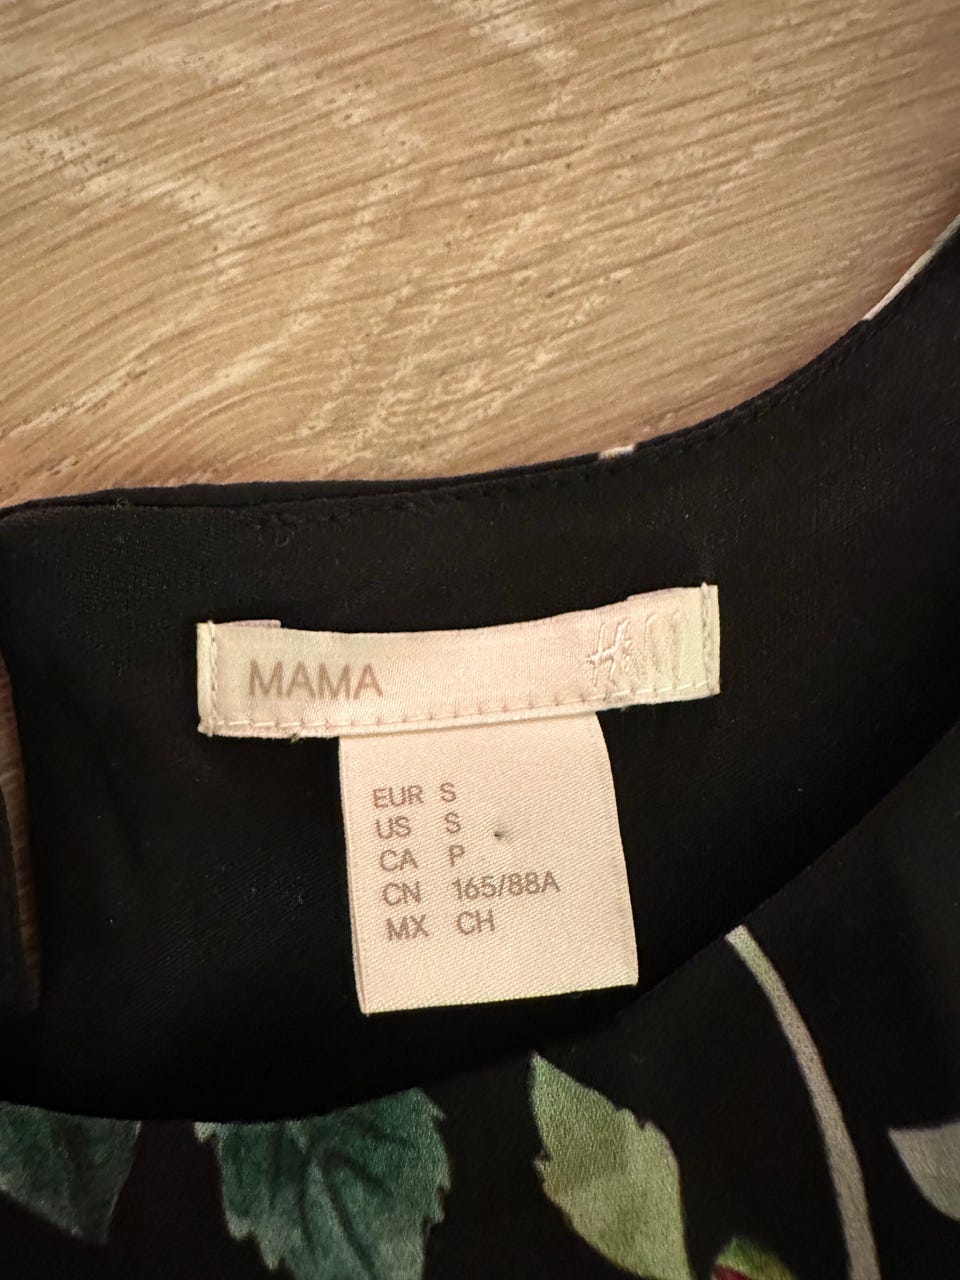 MAMA H&M
EUR S
US S
CA P
CN 165/88A
MX CH